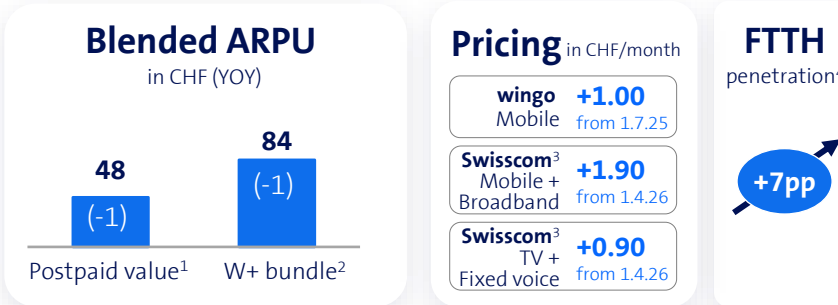 Blended ARPU
in CHF (YOY)
48
(-1)
84
(-1)
Postpaid value¹
W+ bundle²
Pricing in CHF/month
wingo
Mobile
+1.00
from 1.7.25
Swisscom³
Mobile +
Broadband
+1.90
from 1.4.26
Swisscom³
TV +
Fixed voice
+0.90
from 1.4.26
FTTH
penetration
+7pp